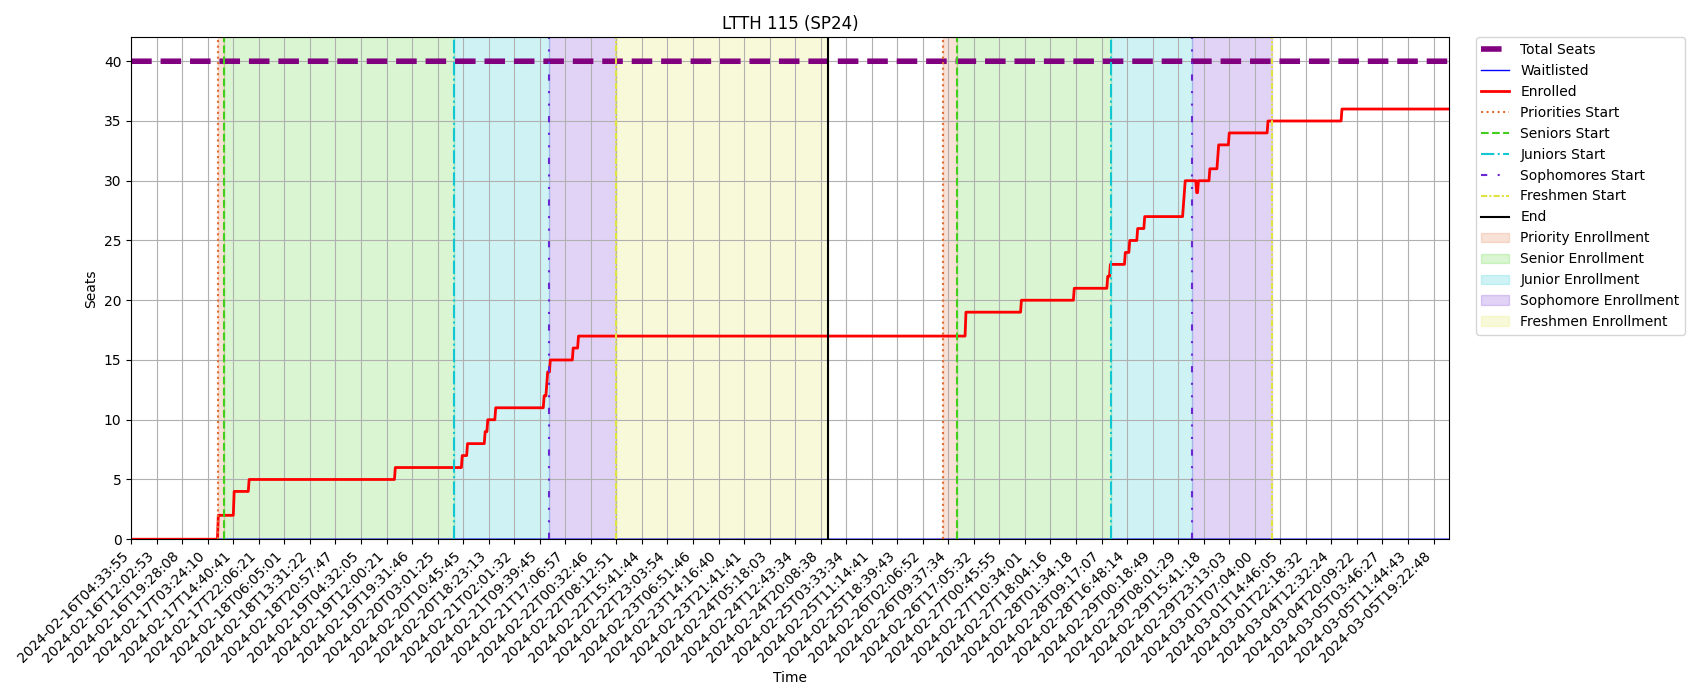 LTTH 115 (SP24)
Total Seats
Waitlisted
Enrolled
Priorities Start
Seniors Start
Juniors Start
Sophomores Start
Freshmen Start
End
Priority Enrollment
Senior Enrollment
Junior Enrollment
Sophomore Enrollment
Freshmen Enrollment
Seats
40
35
30
25
20
15
10
5
0
2024-02-16T04:33:55
2024-02-16T12:02:53
2024-02-16T19:28:08
2024-02-17T03:24:10
2024-02-17T14:40:41
2024-02-17T22:06:21
2024-02-18T06:05:01
2024-02-18T13:31:22
2024-02-18T20:57:47
2024-02-19T04:32:05
2024-02-19T12:00:21
2024-02-19T19:31:46
2024-02-20T03:01:25
2024-02-20T10:45:45
2024-02-20T18:23:13
2024-02-21T02:01:32
2024-02-21T09:39:45
2024-02-21T17:06:57
2024-02-22T00:32:46
2024-02-22T08:12:51
2024-02-22T15:41:44
2024-02-22T23:03:54
2024-02-23T06:51:46
2024-02-23T14:16:40
2024-02-23T21:41:41
2024-02-24T05:18:03
2024-02-24T12:43:34
2024-02-24T20:08:38
2024-02-25T03:33:34
2024-02-25T11:14:41
2024-02-25T18:39:43
2024-02-26T02:06:52
2024-02-26T09:37:34
2024-02-26T17:05:32
2024-02-27T00:45:55
2024-02-27T10:34:01
2024-02-27T18:04:16
2024-02-28T01:34:18
2024-02-28T09:17:07
2024-02-28T16:48:14
2024-02-29T00:18:49
2024-02-29T08:01:29
2024-02-29T15:41:18
2024-02-29T23:13:03
2024-03-01T07:04:00
2024-03-01T14:46:05
2024-03-01T22:18:32
2024-03-04T12:32:24
2024-03-04T20:09:22
2024-03-05T03:46:27
2024-03-05T11:44:43
2024-03-05T19:22:48
Time